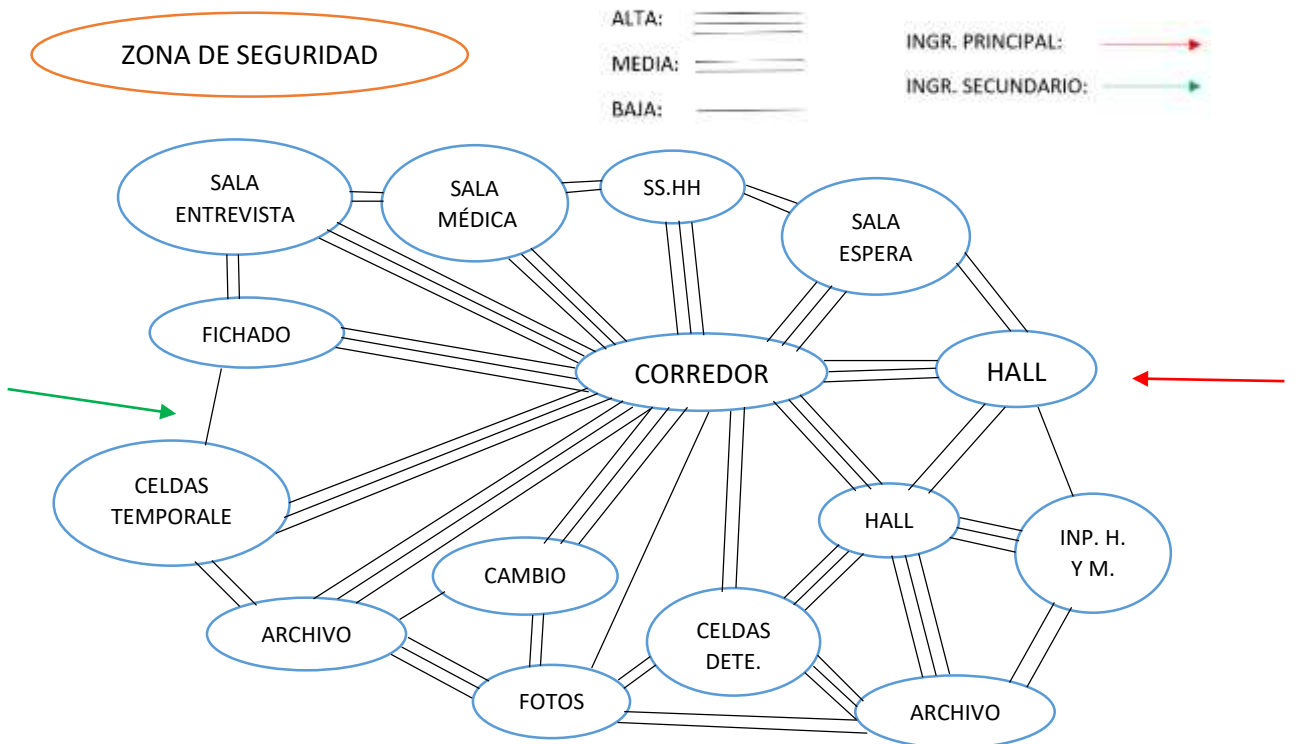 ZONA DE SEGURIDAD
ALTA:
MEDIA:
BAJA:
INGR. PRINCIPAL:
INGR. SECUNDARIO:
SALA
ENTREVISTA
SALA
MÉDICA
SS.HH
SALA
ESPERA
FICHADO
CORREDOR
HALL
CELDAS
TEMPORALE
HALL
INP. H.
Y M.
CAMBIO
ARCHIVO
CELDAS
DETE.
FOTOS
ARCHIVO